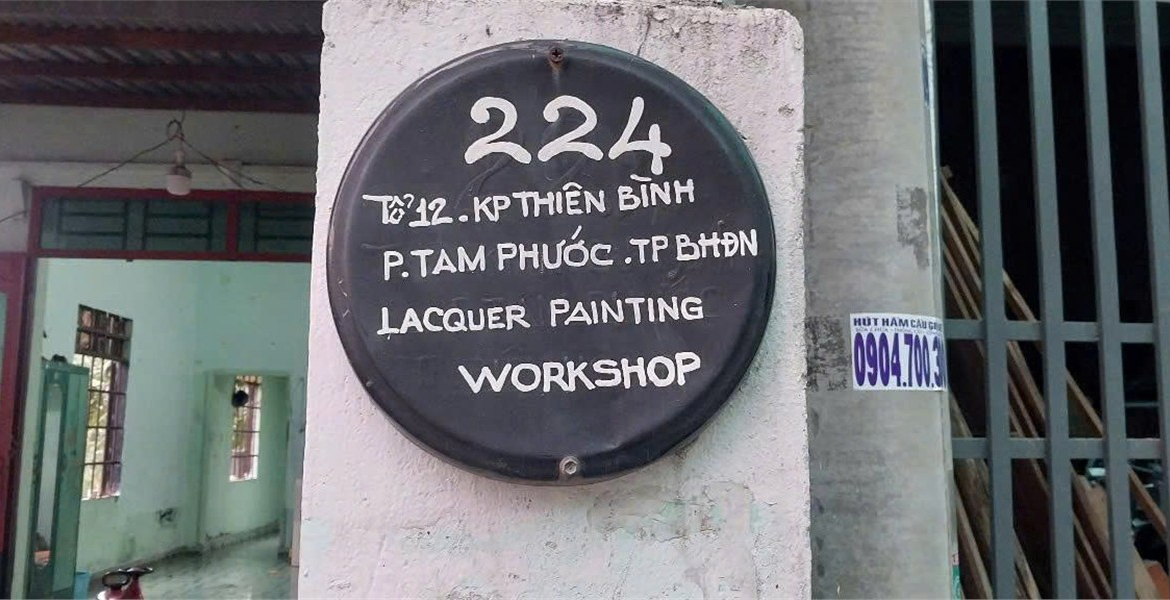 224
Tổ 12. KP THIÊN BÌNH
P. TAM PHƯỚC. TP BHĐN
LACQUER PAINTING
WORKSHOP
HÚT HẦM CẦU
0904.700.3